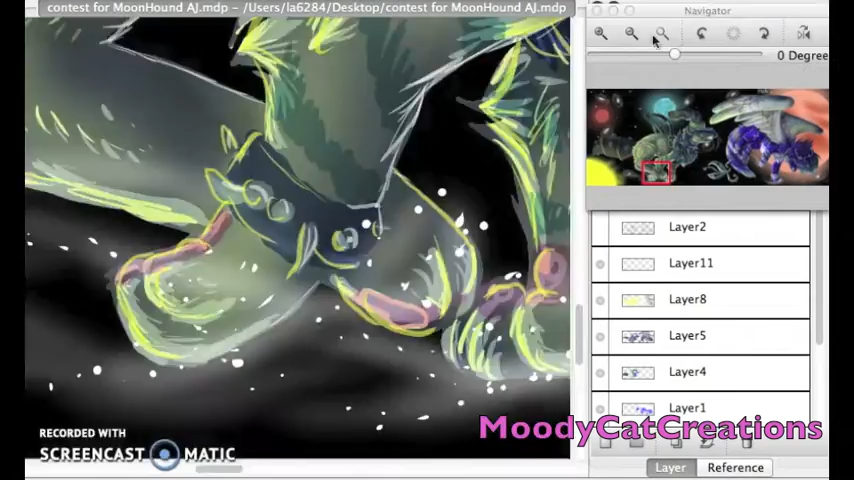 contest for MoonHound AJ.mdp – /Users/la6284/Desktop/contest for MoonHound AJ.mdp
Navigator
0 Degree
Layer2
Layer11
Layer8
Layer5
Layer4
Layer1
MoodyCatCreations
RECORDED WITH
SCREENCAST MATIC
Layer
Reference